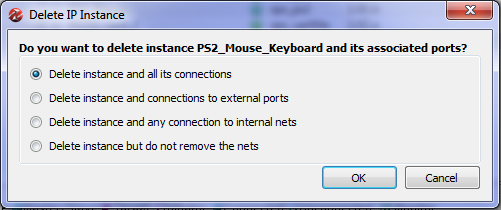 Delete IP Instance
Do you want to delete instance PS2_Mouse_Keyboard and its associated ports?
Delete instance and all its connections
Delete instance and connections to external ports
Delete instance and any connection to internal nets
Delete instance but do not remove the nets
OK Cancel